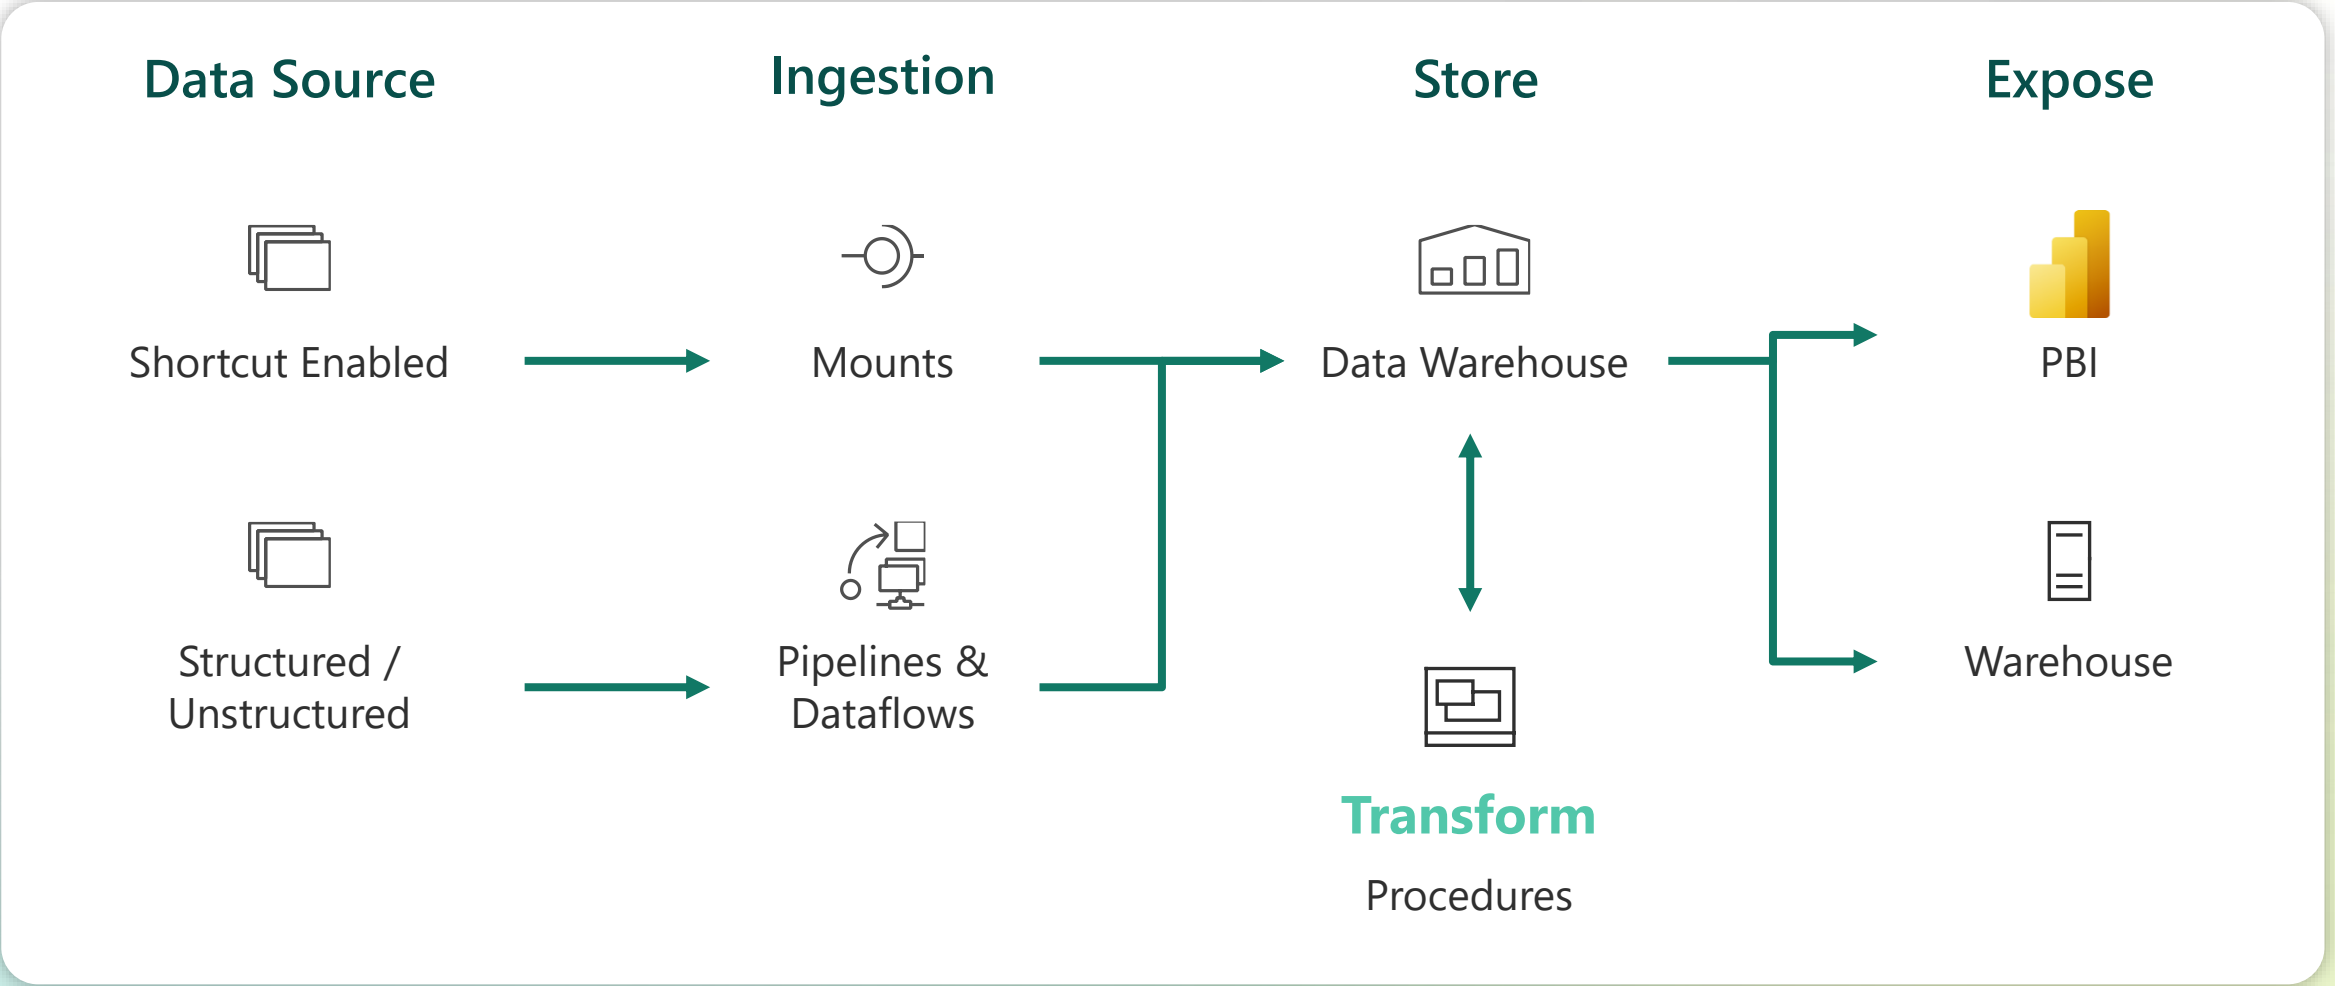 Data Source
Ingestion
Store
Expose
Shortcut Enabled
Mounts
Data Warehouse
PBI
Structured /
Unstructured
Pipelines &
Dataflows
Warehouse
Transform
Procedures